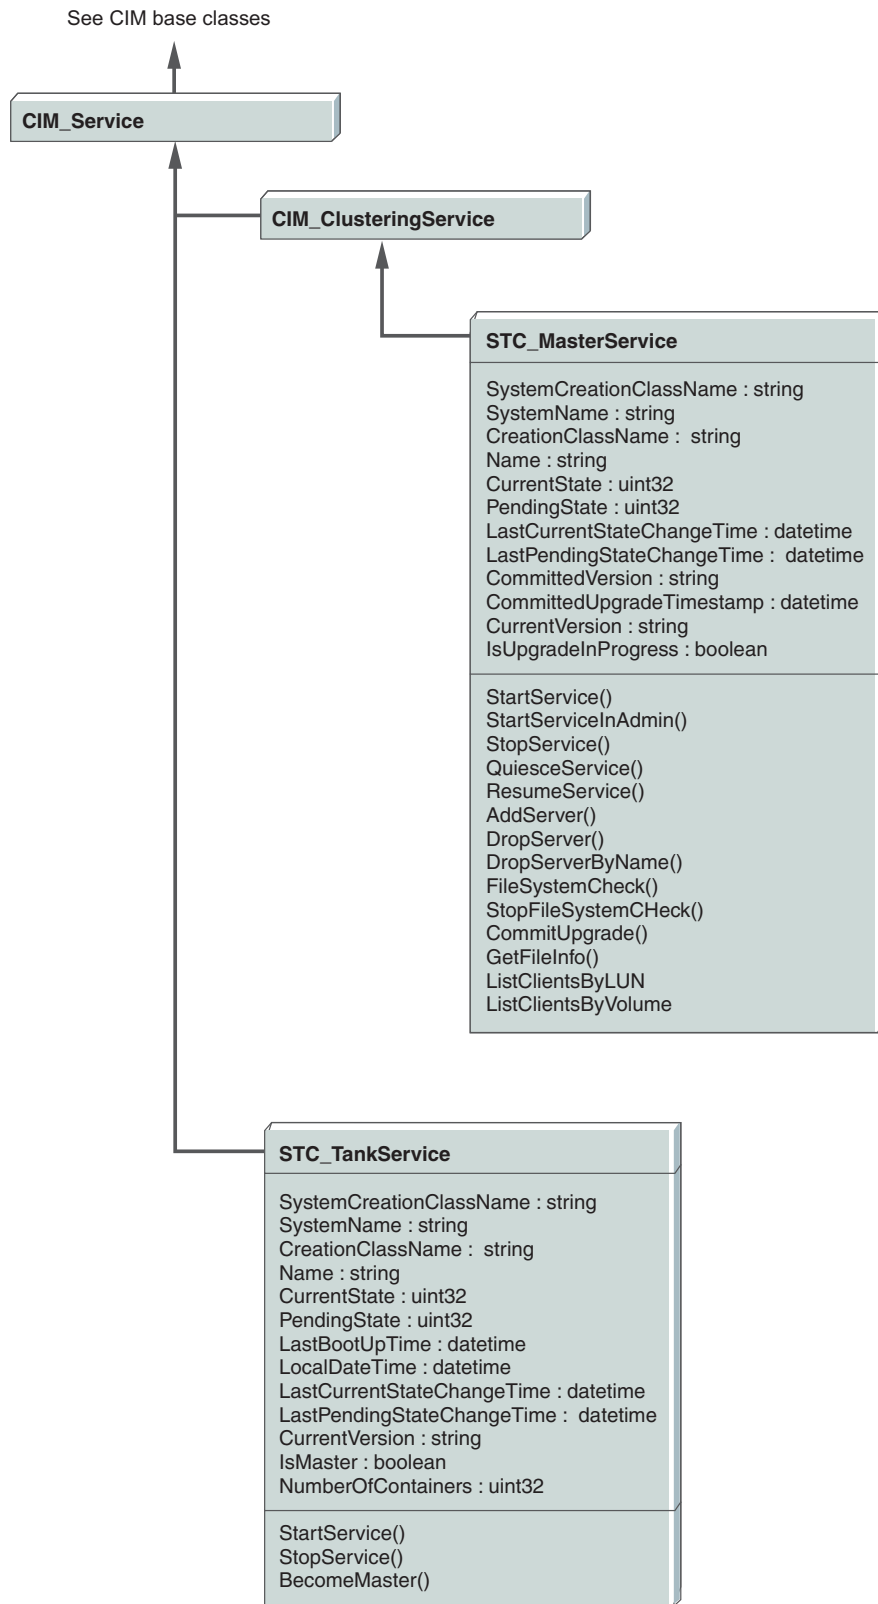 See CIM base classes
CIM_Service
CIM_ClusteringService
STC_MasterService
SystemCreationClassName : string
SystemName : string
CreationClassName :  string
Name : string
CurrentState : uint32
PendingState : uint32
LastCurrentStateChangeTime : datetime
LastPendingStateChangeTime :  datetime
CommittedVersion : string
CommittedUpgradeTimestamp : datetime
CurrentVersion : string
IsUpgradeInProgress : boolean
StartService()
StartServiceInAdmin()
StopService()
QuiesceService()
ResumeService()
AddServer()
DropServer()
DropServerByName()
FileSystemCheck()
StopFileSystemCHeck()
CommitUpgrade()
GetFileInfo()
ListClientsByLUN
ListClientsByVolume
STC_TankService
SystemCreationClassName : string
SystemName : string
CreationClassName :  string
Name : string
CurrentState : uint32
PendingState : uint32
LastBootUpTime : datetime
LocalDateTime : datetime
LastCurrentStateChangeTime : datetime
LastPendingStateChangeTime :  datetime
CurrentVersion : string
IsMaster : boolean
NumberOfContainers : uint32
StartService()
StopService()
BecomeMaster()